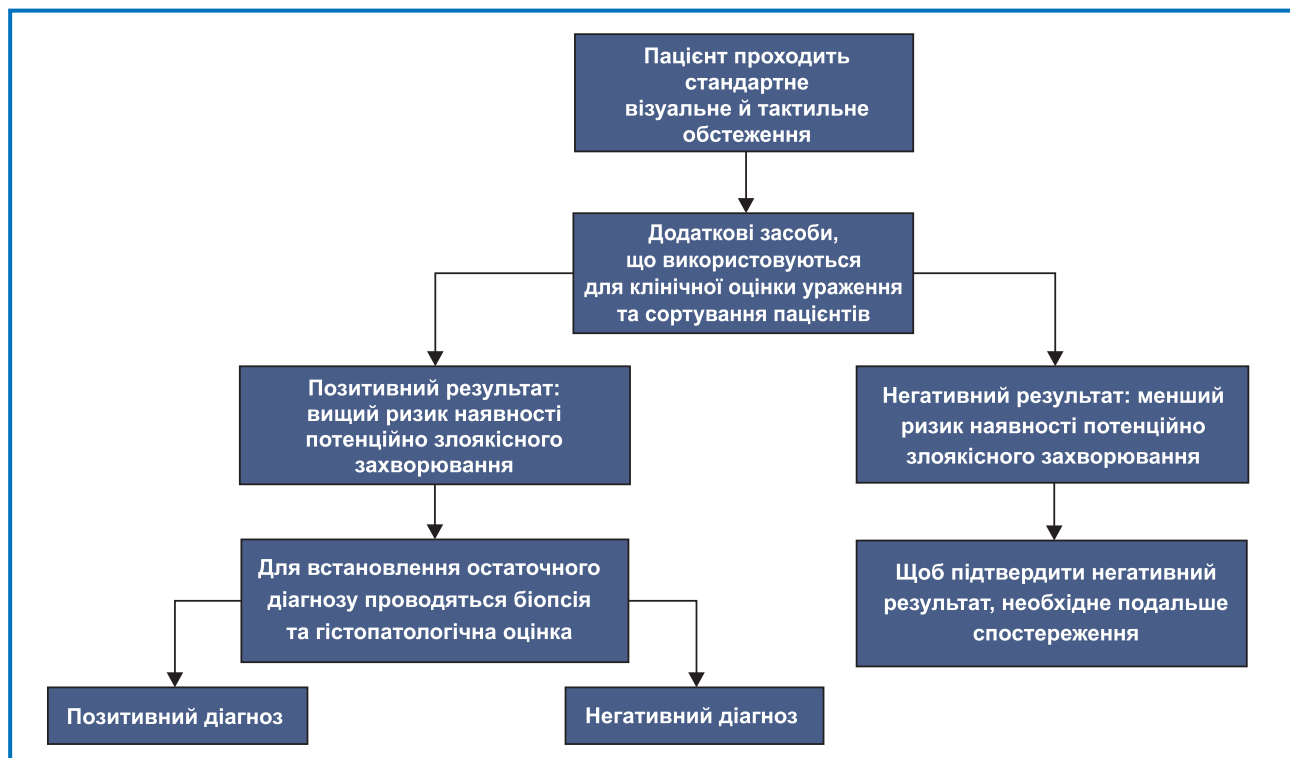 Пацієнт проходить
стандартне
візуальне й тактильне
обстеження
Додаткові засоби,
що використовуються
для клінічної оцінки ураження
та сортування пацієнтів
Позитивний результат:
вищий ризик наявності
потенційно злоякісного
захворювання
Негативний результат: менший
ризик наявності потенційно
злоякісного захворювання
Для встановлення остаточного
діагнозу проводяться біопсія
та гістопатологічна оцінка
Щоб підтвердити негативний
результат, необхідне подальше
спостереження
Позитивний діагноз
Негативний діагноз